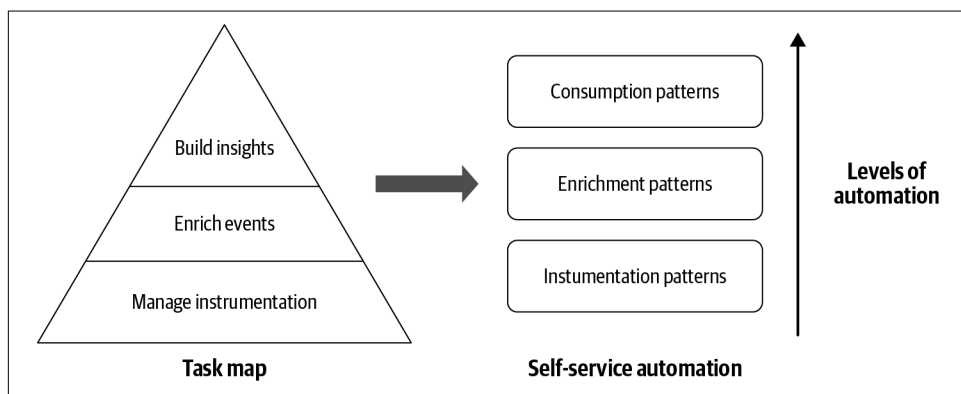 Build insights
Enrich events
Manage instrumentation
Task map
Consumption patterns
Enrichment patterns
Instumentation patterns
Self-service automation
Levels of
automation